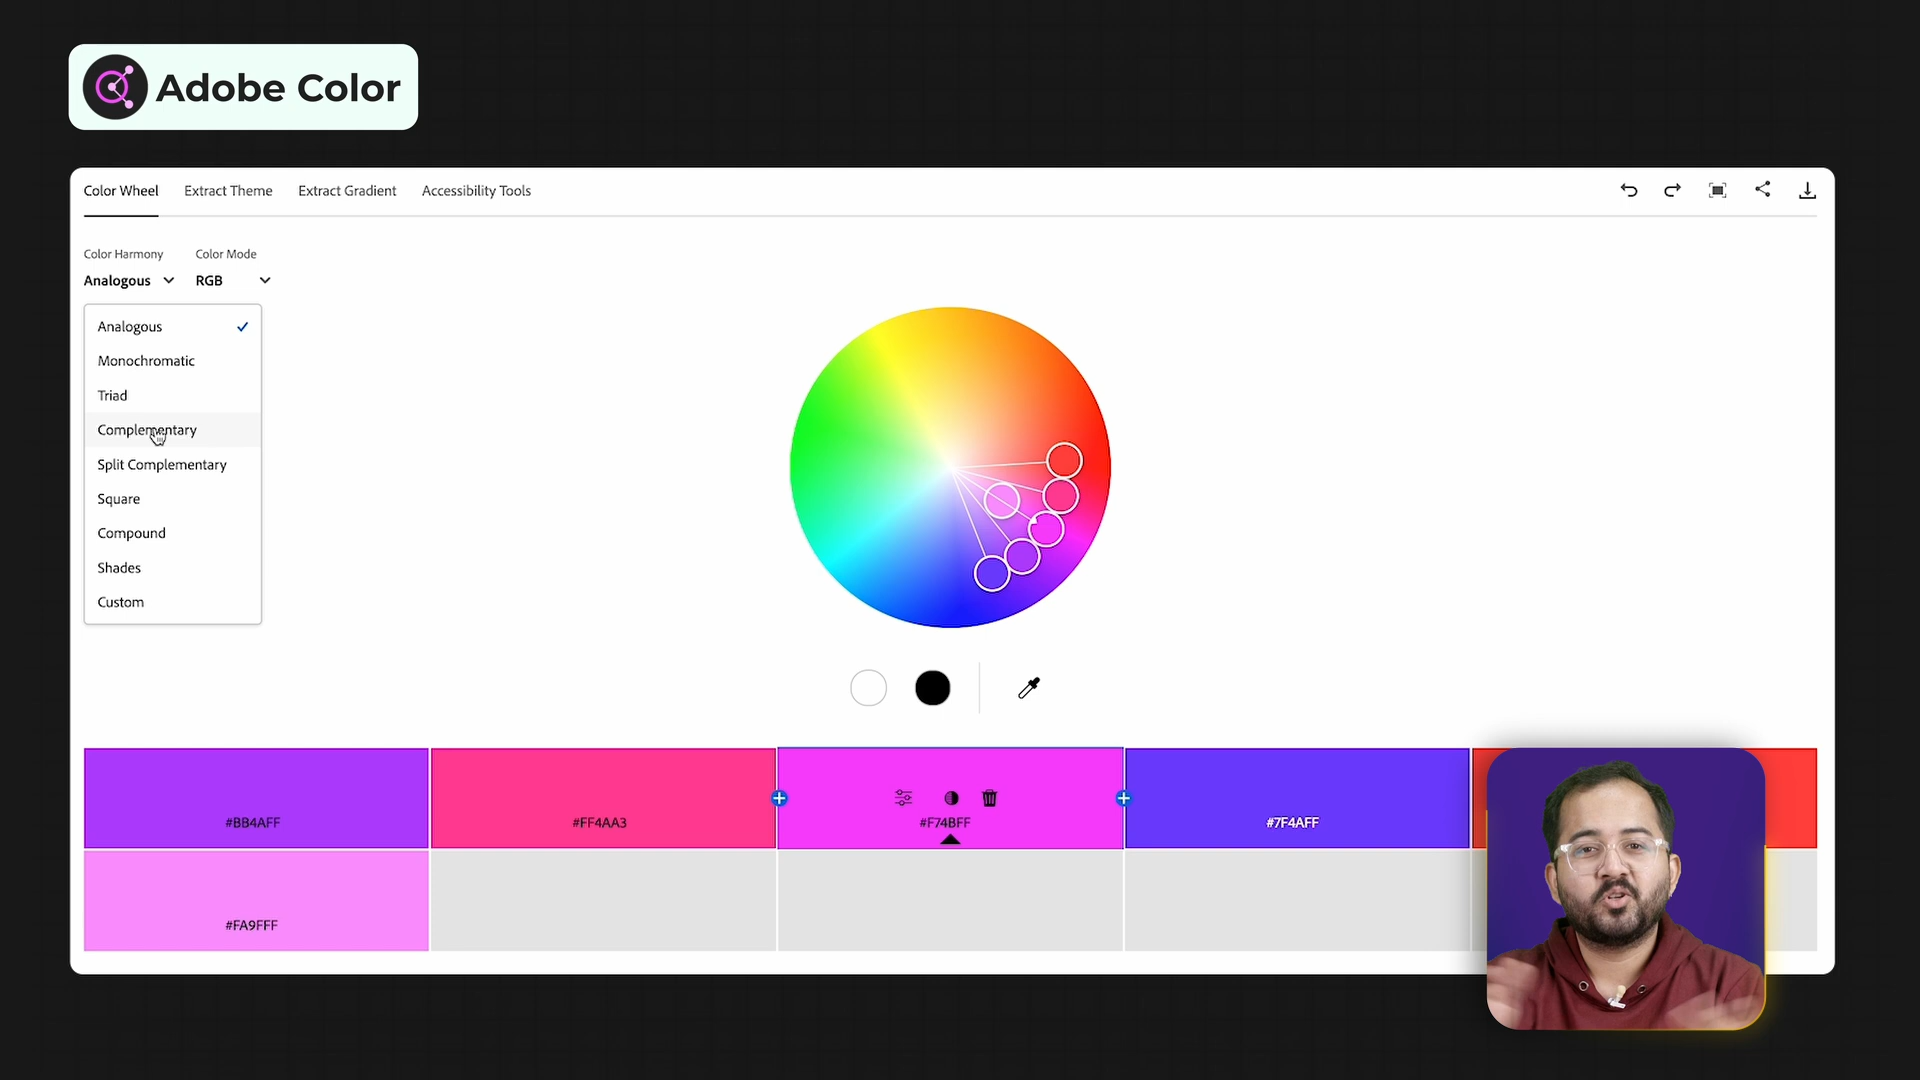 Adobe Color
Color Wheel
Extract Theme
Extract Gradient
Accessibility Tools
Color Harmony
Color Mode
Analogous
RGB
Analogous
Monochromatic
Triad
Complementary
Split Complementary
Square
Compound
Shades
Custom
#BB4AFF
#FF4AA3
#F74BFF
#7F4AFF
#FA9FFF